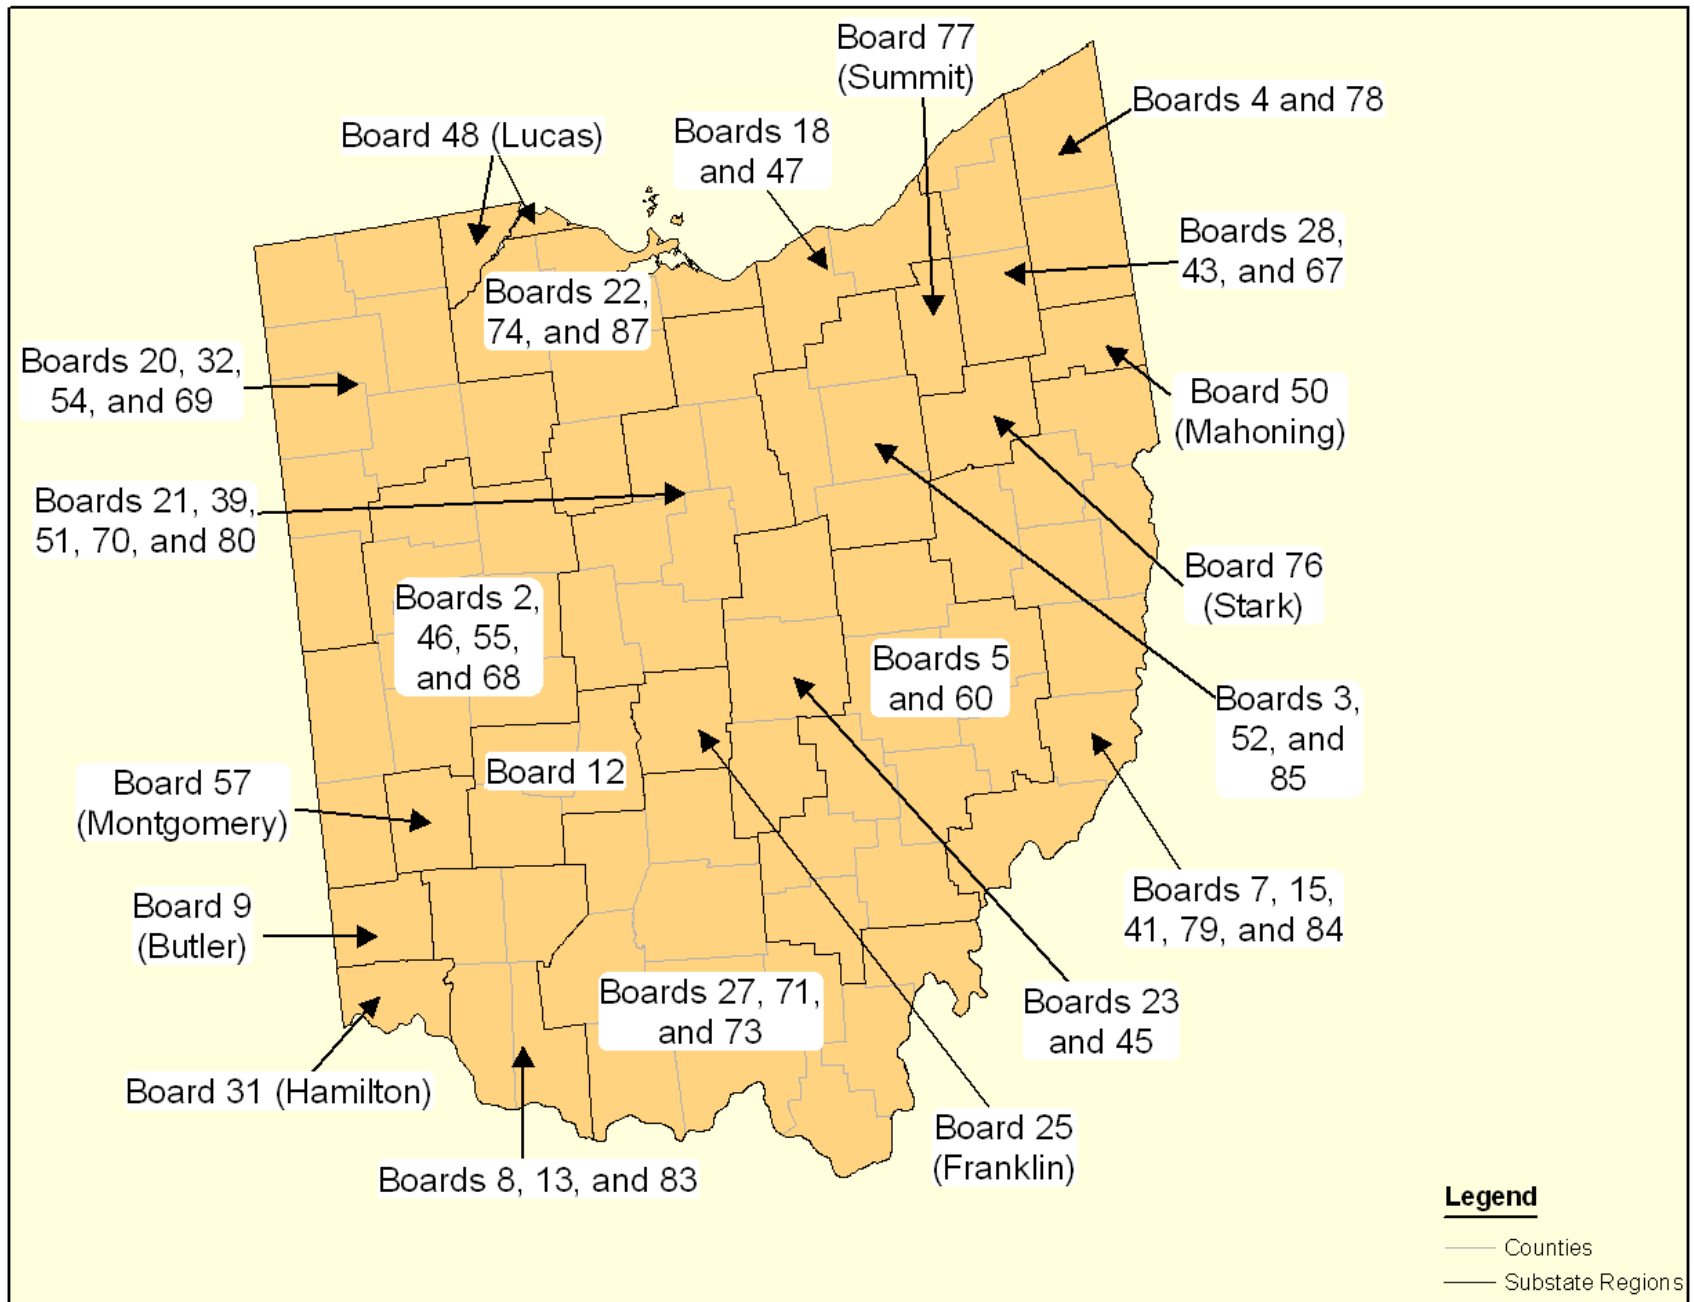 Board 77
(Summit)
Boards 4 and 78
Board 48 (Lucas)
Boards 18
and 47
Boards 28,
43, and 67
Boards 22,
74, and 87
Boards 20, 32,
54, and 69
Board 50
(Mahoning)
Boards 21, 39,
51, 70, and 80
Board 76
(Stark)
Boards 2,
46, 55,
and 68
Boards 5
and 60
Boards 3,
52, and
85
Board 12
Board 57
(Montgomery)
Boards 7, 15,
41, 79, and 84
Board 9
(Butler)
Boards 27, 71,
and 73
Boards 23
and 45
Board 31 (Hamilton)
Board 25
(Franklin)
Boards 8, 13, and 83
Legend
Counties
Substate Regions